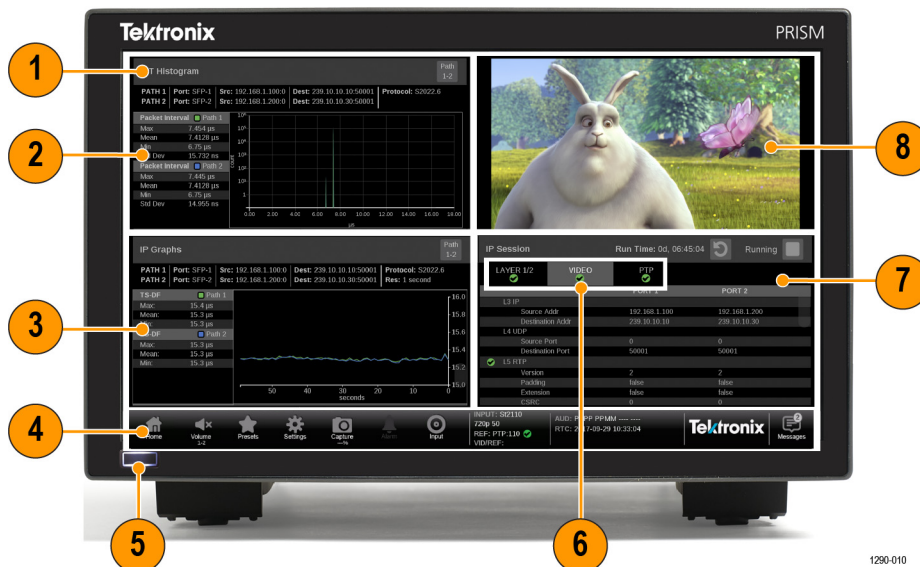 Tektronix PRISM
T Histogram
Path 1-2
PATH 1 Port: SFP-1 Src: 192.168.1.100:0 Dest: 239.10.10.10:50001 Protocol: S2022.6
PATH 2 Port: SFP-2 Src: 192.168.1.200:0 Dest: 239.10.10.30:50001
Packet Interval Path 1
Max 7.454 µs
Mean 7.4128 µs
Min 6.75 µs
Dev 15.732 ns
Packet Interval Path 2
Max 7.445 µs
Mean 7.4128 µs
Min 6.75 µs
Std Dev 14.955 ns
count
10⁶
10⁵
10⁴
10³
10²
10¹
1
0.00 2.00 4.00 6.00 8.00 10.00 12.00 14.00 16.00 18.00
µs
IP Graphs
Path 1-2
PATH 1 Port: SFP-1 Src: 192.168.1.100:0 Dest: 239.10.10.10:50001 Protocol: S2022.6
PATH 2 Port: SFP-2 Src: 192.168.1.200:0 Dest: 239.10.10.30:50001 Res: 1 second
TS-DF Path 1
Max: 15.4 µs
Mean: 15.3 µs
15.3 µs
DF Path 2
Max: 15.3 µs
Mean: 15.3 µs
Min: 15.3 µs
16.0
15.8
15.6
15.4
15.2
15.0
50 40 30 20 10 0
seconds
IP Session Run Time: 0d, 06:45:04 Running
LAYER 1/2 VIDEO PTP
PORT 1 PORT 2
L3 IP
Source Addr 192.168.1.100 192.168.1.200
Destination Addr 239.10.10.10 239.10.10.30
L4 UDP
Source Port 0 0
Destination Port 50001 50001
L5 RTP
Version 2 2
Padding false false
Extension false false
CSRC 0 0
Home
Volume 1-2
Presets
Settings
Capture --%
Alarm
Input
INPUT: St2110
720p 50
REF: PTP:110
VID/REF:
AUD: PPPP PPMM ---- ----
RTC: 2017-09-29 10:33:04
Tektronix
?
Messages
1
2
3
4
5
6
7
8
1290-010